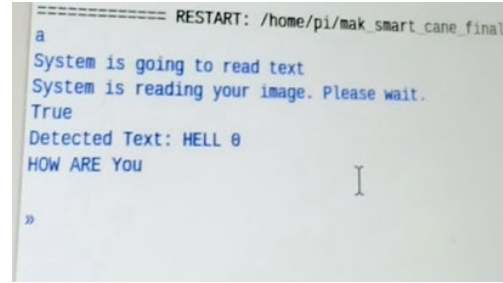 ============= RESTART: /home/pi/mak_smart_cane_final
a
System is going to read text
System is reading your image. Please wait.
True
Detected Text: HELL 0
HOW ARE You
»